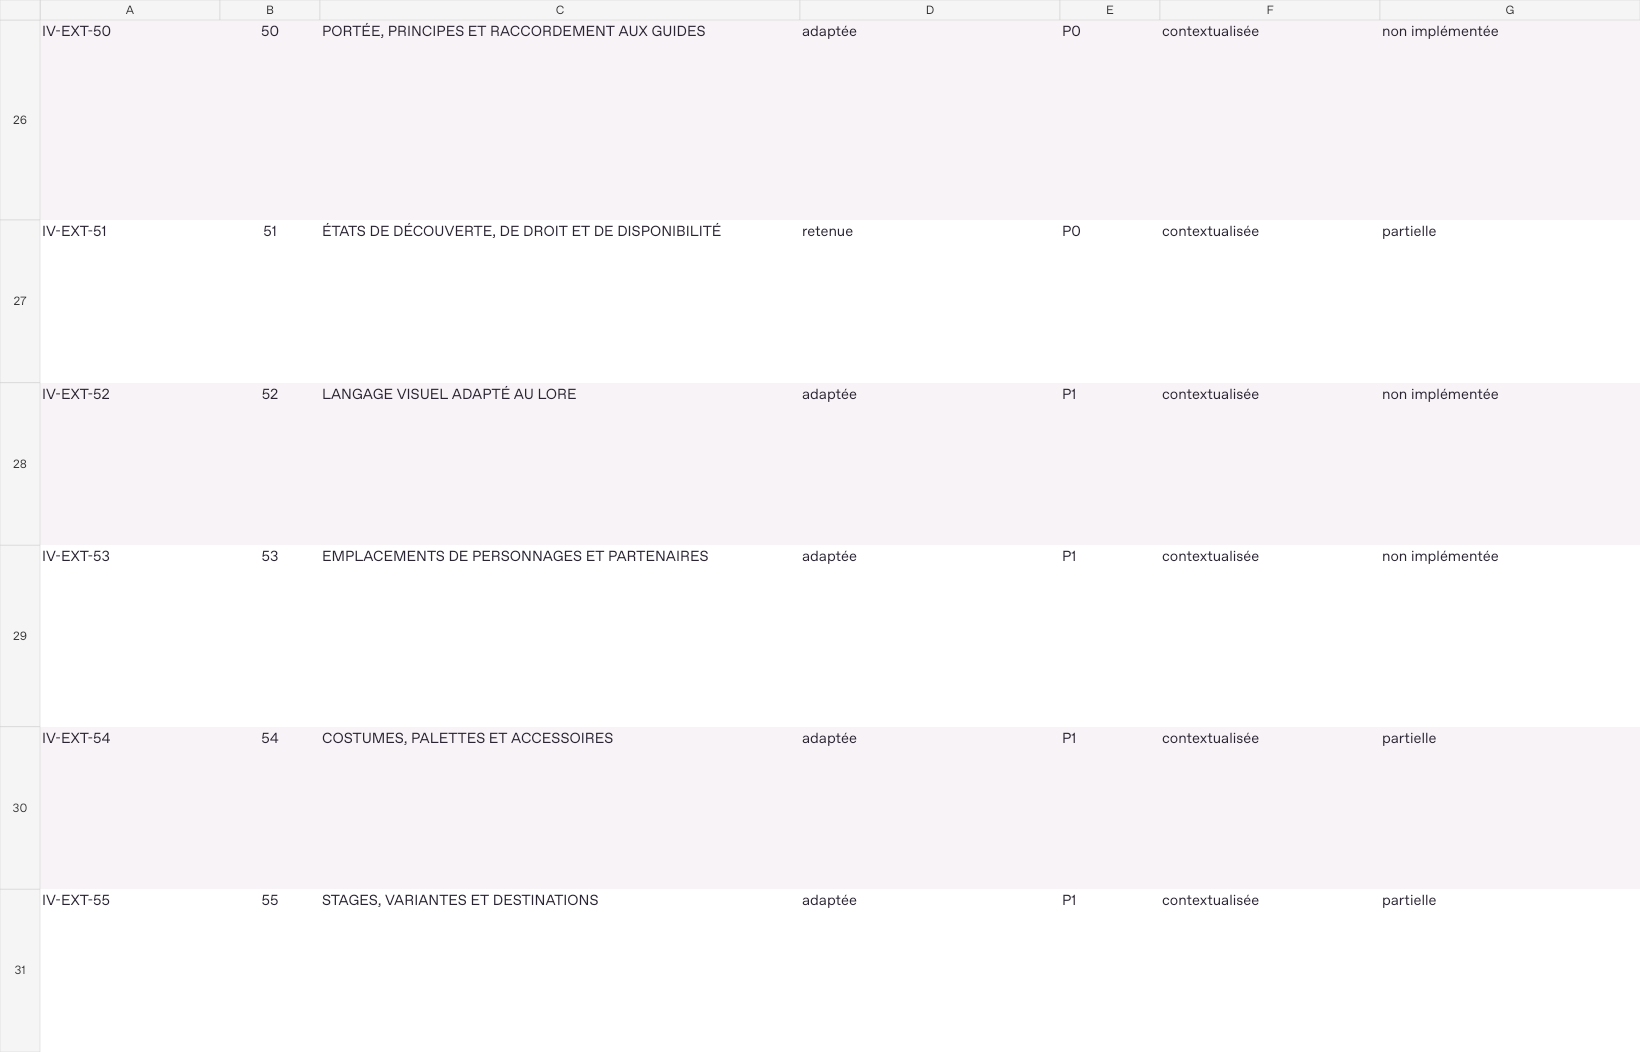 A B C D E F G
IV-EXT-50 50 PORTÉE, PRINCIPES ET RACCORDEMENT AUX GUIDES adaptée P0 contextualisée non implémentée
26
IV-EXT-51 51 ÉTATS DE DÉCOUVERTE, DE DROIT ET DE DISPONIBILITÉ retenue P0 contextualisée partielle
27
IV-EXT-52 52 LANGAGE VISUEL ADAPTÉ AU LORE adaptée P1 contextualisée non implémentée
28
IV-EXT-53 53 EMPLACEMENTS DE PERSONNAGES ET PARTENAIRES adaptée P1 contextualisée non implémentée
29
IV-EXT-54 54 COSTUMES, PALETTES ET ACCESSOIRES adaptée P1 contextualisée partielle
30
IV-EXT-55 55 STAGES, VARIANTES ET DESTINATIONS adaptée P1 contextualisée partielle
31